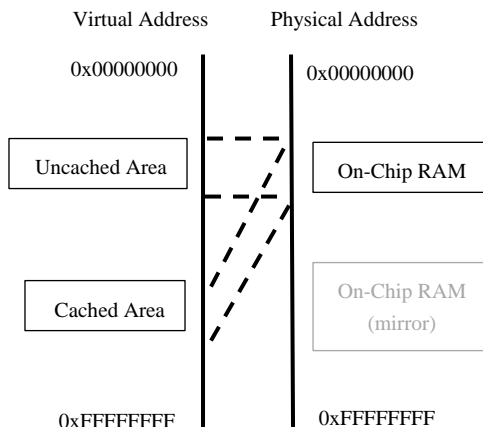 Virtual Address
Physical Address
0x00000000
0x00000000
Uncached Area
On-Chip RAM
Cached Area
On-Chip RAM
(mirror)
0xFFFFFFFF
0xFFFFFFFF